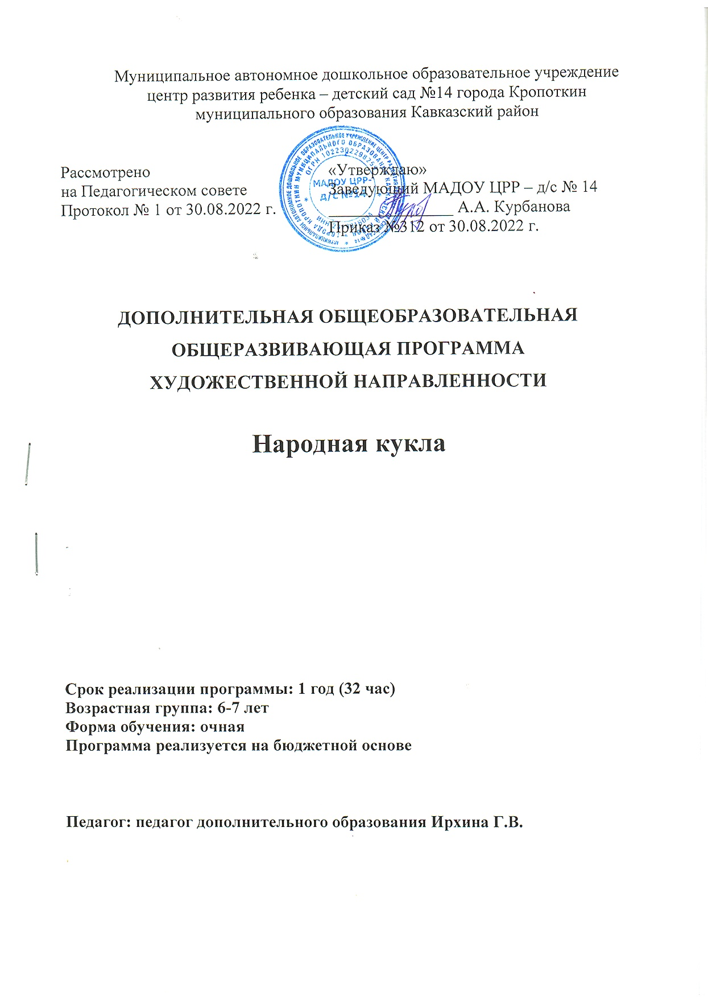 Муниципальное автономное дошкольное образовательное учреждение
центр развития ребенка – детский сад №14 города Кропоткин
муниципального образования Кавказский район
Рассмотрено
на Педагогическом совете
Протокол № 1 от 30.08.2022 г.
«Утверждаю»
Заведующий МАДОУ ЦРР – д/с № 14
А.А. Курбанова
Приказ №312 от 30.08.2022 г.
МАДОУ ЦРР-
д/с №14
ДОПОЛНИТЕЛЬНАЯ ОБЩЕОБРАЗОВАТЕЛЬНАЯ
ОБЩЕРАЗВИВАЮЩАЯ ПРОГРАММА
ХУДОЖЕСТВЕННОЙ НАПРАВЛЕННОСТИ
Народная кукла
Срок реализации программы: 1 год (32 час)
Возрастная группа: 6-7 лет
Форма обучения: очная
Программа реализуется на бюджетной основе
Педагог: педагог дополнительного образования Ирхина Г.В.